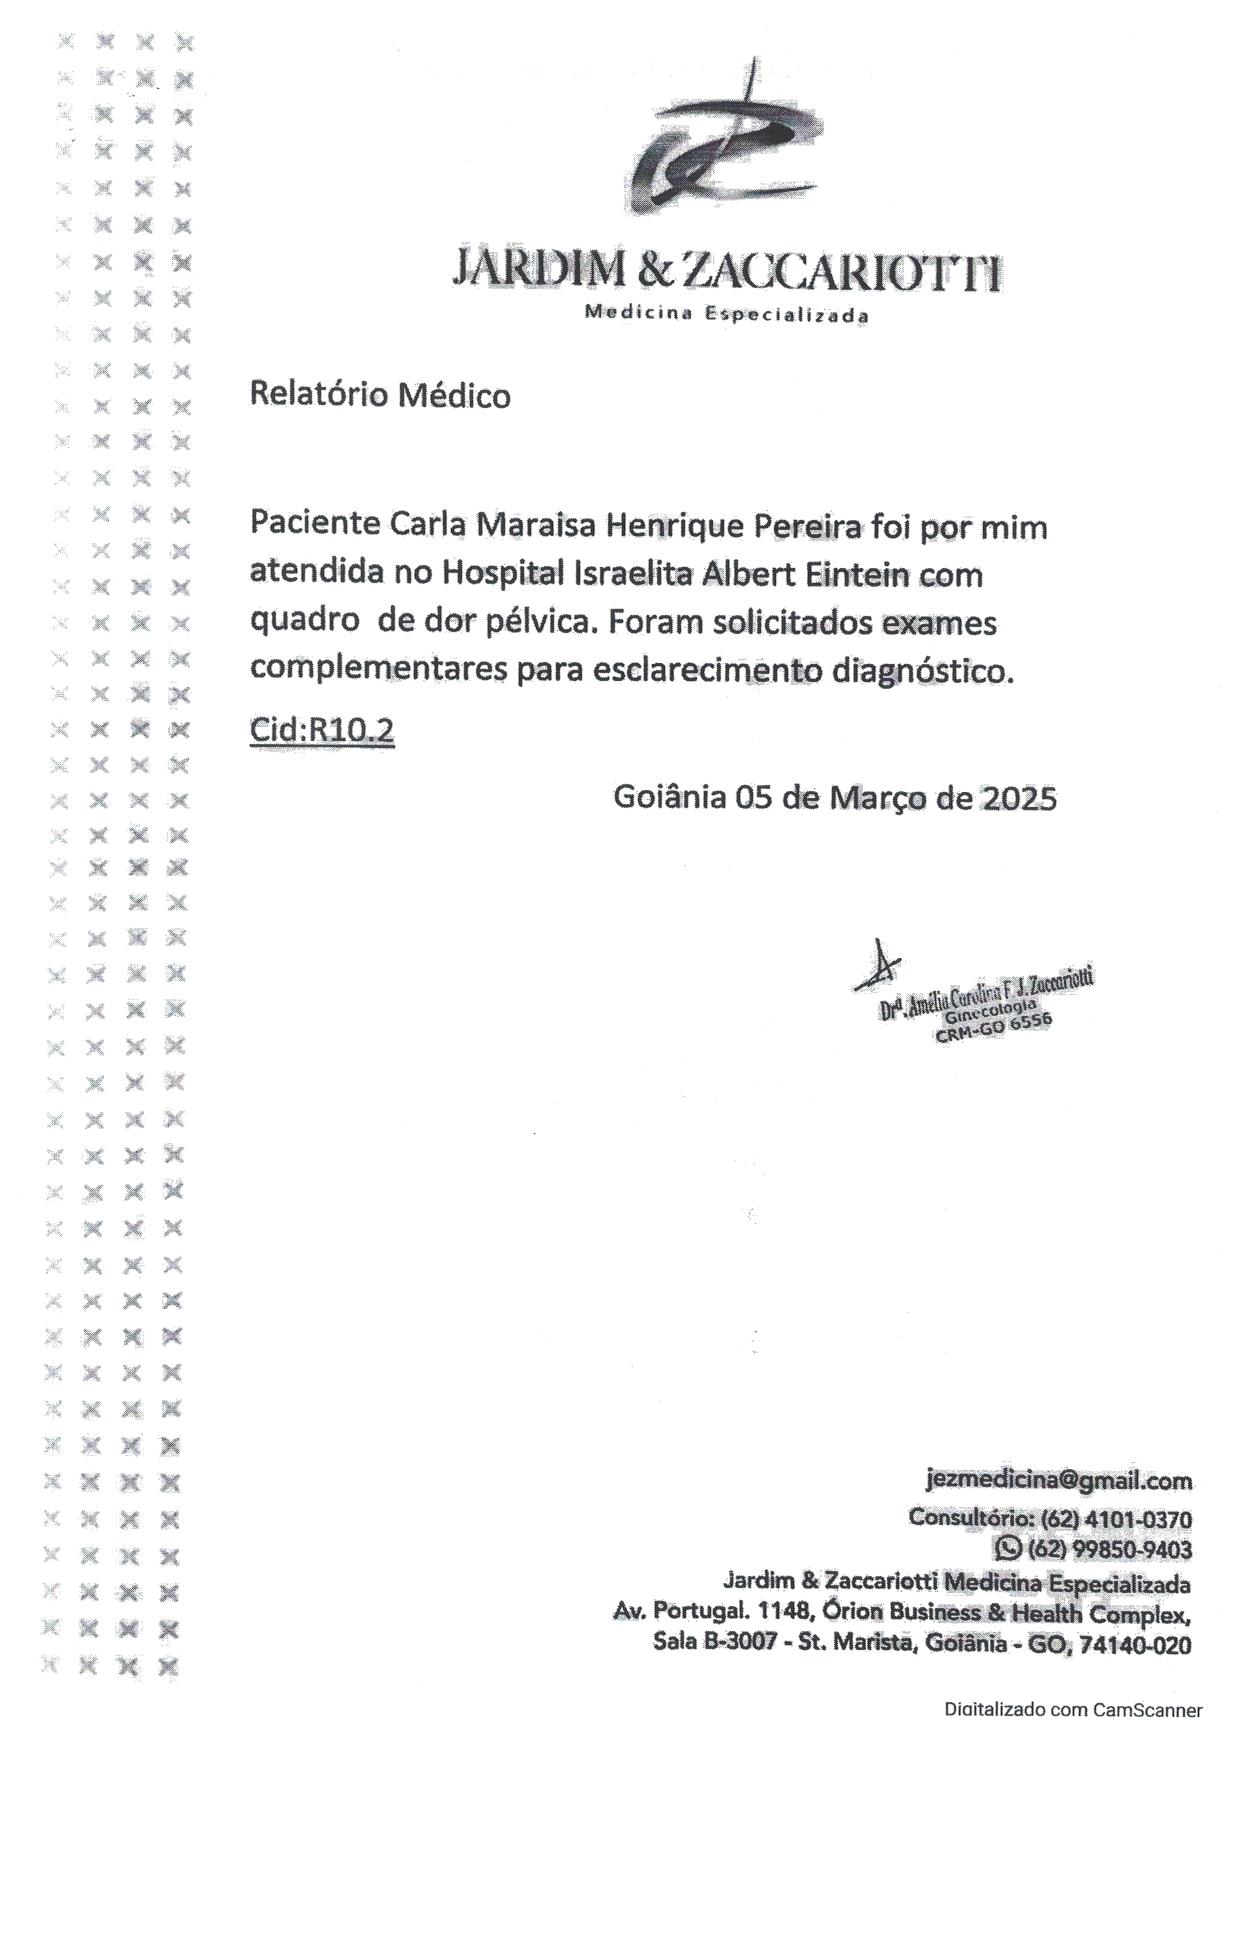 JARDIM & ZACCARIOTTI
Medicina Especializada
Relatório Médico
Paciente Carla Maraisa Henrique Pereira foi por mim
atendida no Hospital Israelita Albert Eintein com
quadro de dor pélvica. Foram solicitados exames
complementares para esclarecimento diagnóstico.
Cid:R10.2
Goiânia 05 de Março de 2025
Drª. Amélia Carolina F. J. Zaccariotti
Ginecologia
CRM-GO 6556
jezmedicina@gmail.com
Consultório: (62) 4101-0370
(62) 99850-9403
Jardim & Zaccariotti Medicina Especializada
Av. Portugal. 1148, Órion Business & Health Complex,
Sala B-3007 - St. Marista, Goiânia - GO, 74140-020
Digitalizado com CamScanner